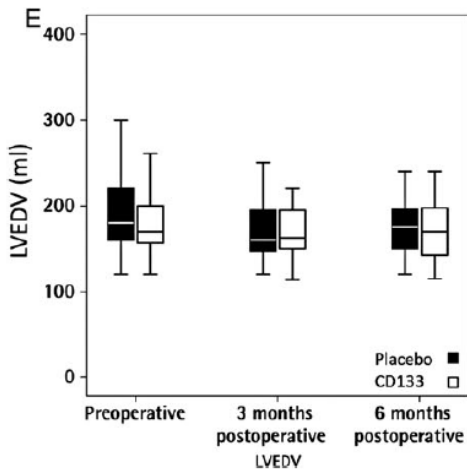 E
400
300
200
100
0
LVEDV (ml)
Placebo
CD133
Preoperative
3 months
postoperative
6 months
postoperative
LVEDV